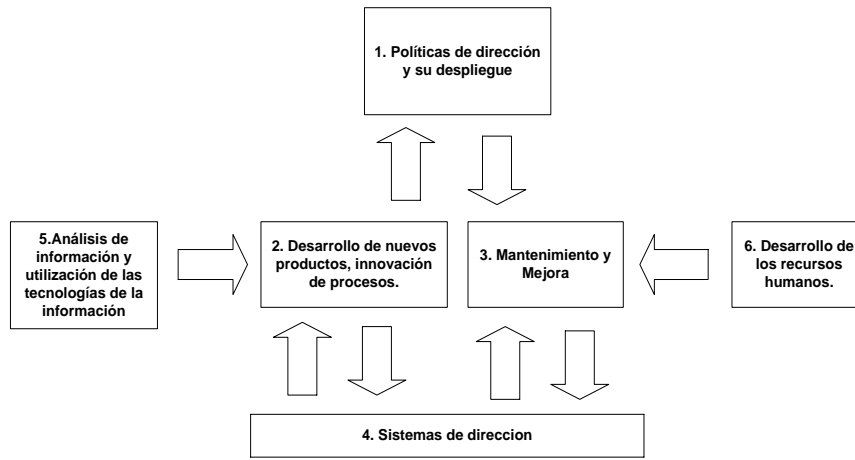 1. Políticas de dirección
y su despliegue
5.Análisis de
información y
utilización de las
tecnologías de la
información
2. Desarrollo de nuevos
productos, innovación
de procesos.
3. Mantenimiento y
Mejora
6. Desarrollo de
los recursos
humanos.
4. Sistemas de direccion